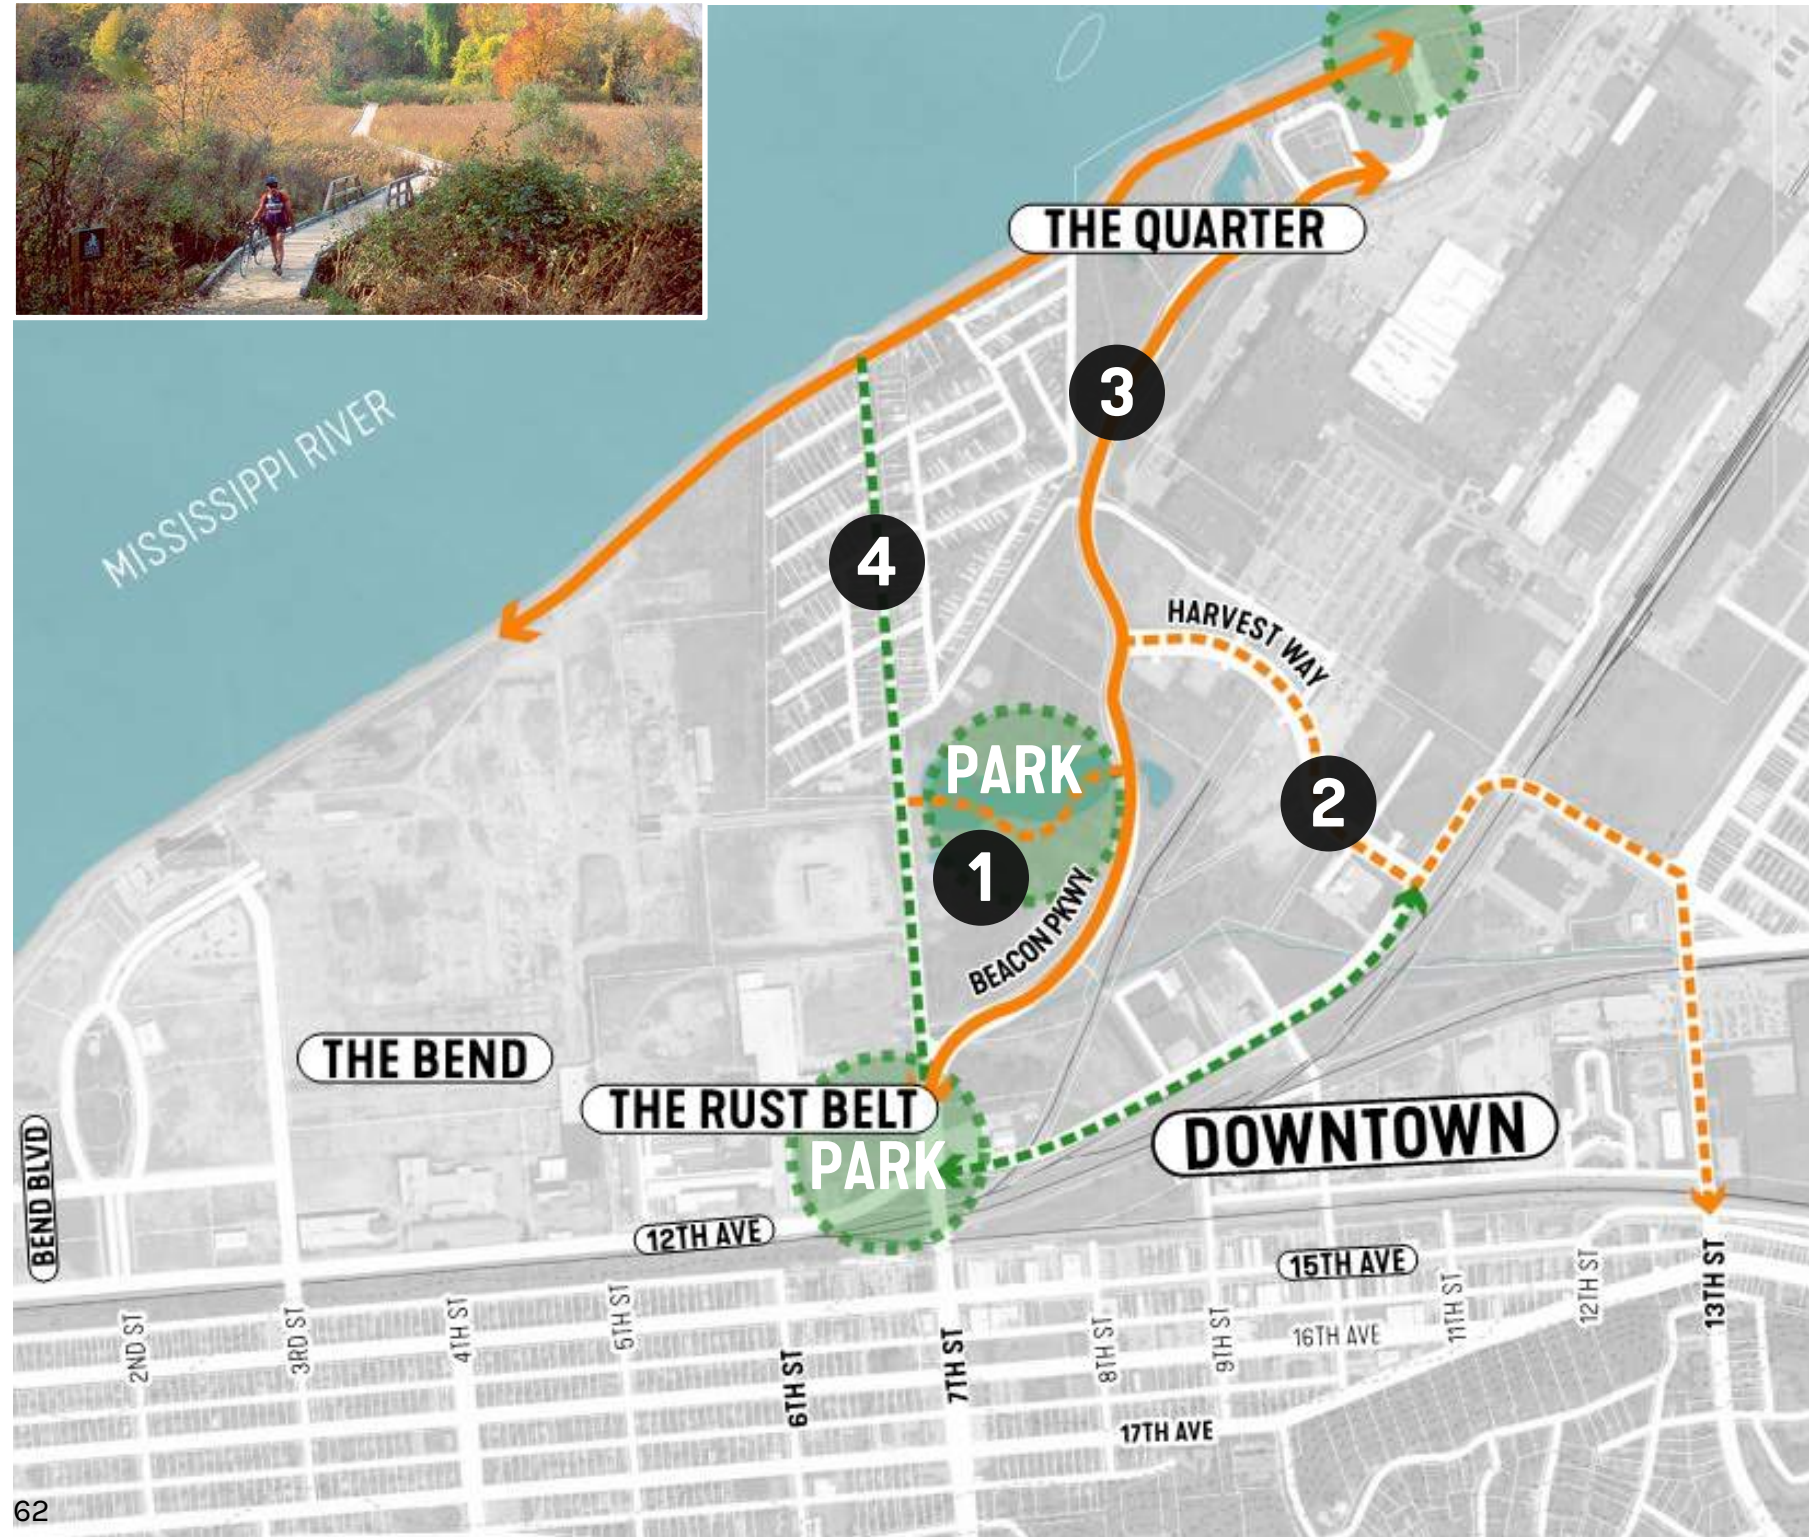 THE QUARTER
3
MISSISSIPPI RIVER
4
HARVEST WAY
PARK
2
1
BEACON PKWY
THE BEND
THE RUST BELT
DOWNTOWN
PARK
BEND BLVD
12TH AVE
15TH AVE
2ND ST
3RD ST
4TH ST
5TH ST
6TH ST
7TH ST
8TH ST
9TH ST
16TH AVE
11TH ST
12TH ST
13TH ST
17TH AVE
62